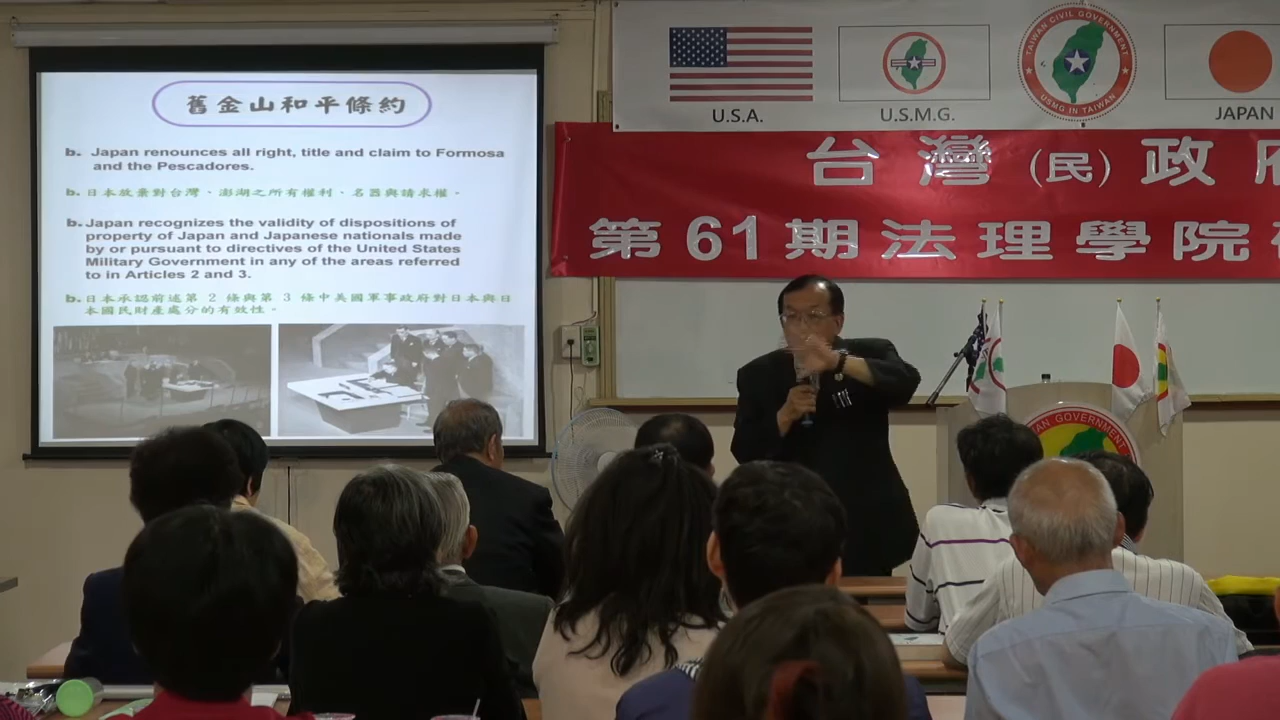 舊金山和平條約
b. Japan renounces all right, title and claim to Formosa
and the Pescadores.
b. 日本放棄對台灣、澎湖之所有權利、名器與請求權。
b. Japan recognizes the validity of dispositions of
property of Japan and Japanese nationals made
by or pursuant to directives of the United States
Military Government in any of the areas referred
to in Articles 2 and 3.
b. 日本承認前述第 2 條與第 3 條中美國軍事政府對日本與日
本國民財產處分的有效性。
U.S.A.
U.S.M.G.
TAIWAN CIVIL GOVERNMENT
USMG IN TAIWAN
JAPAN
台灣(民)政府
第61期法理學院
GOVERNMENT